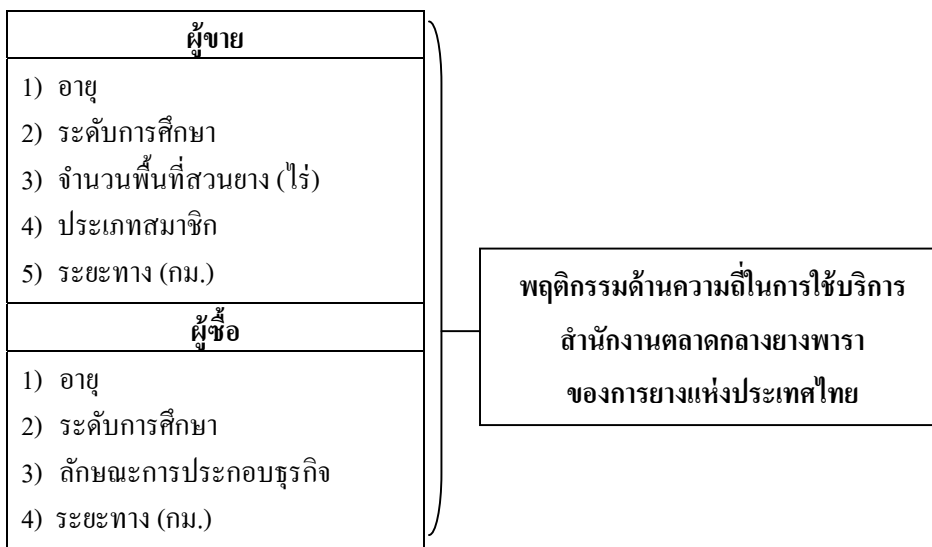 ผู้ขาย
1) อายุ
2) ระดับการศึกษา
3) จำนวนพื้นที่สวนยาง (ไร่)
4) ประเภทสมาชิก
5) ระยะทาง (กม.)
ผู้ซื้อ
1) อายุ
2) ระดับการศึกษา
3) ลักษณะการประกอบธุรกิจ
4) ระยะทาง (กม.)
พฤติกรรมด้านความถี่ในการใช้บริการ
สำนักงานตลาดกลางยางพารา
ของการยางแห่งประเทศไทย